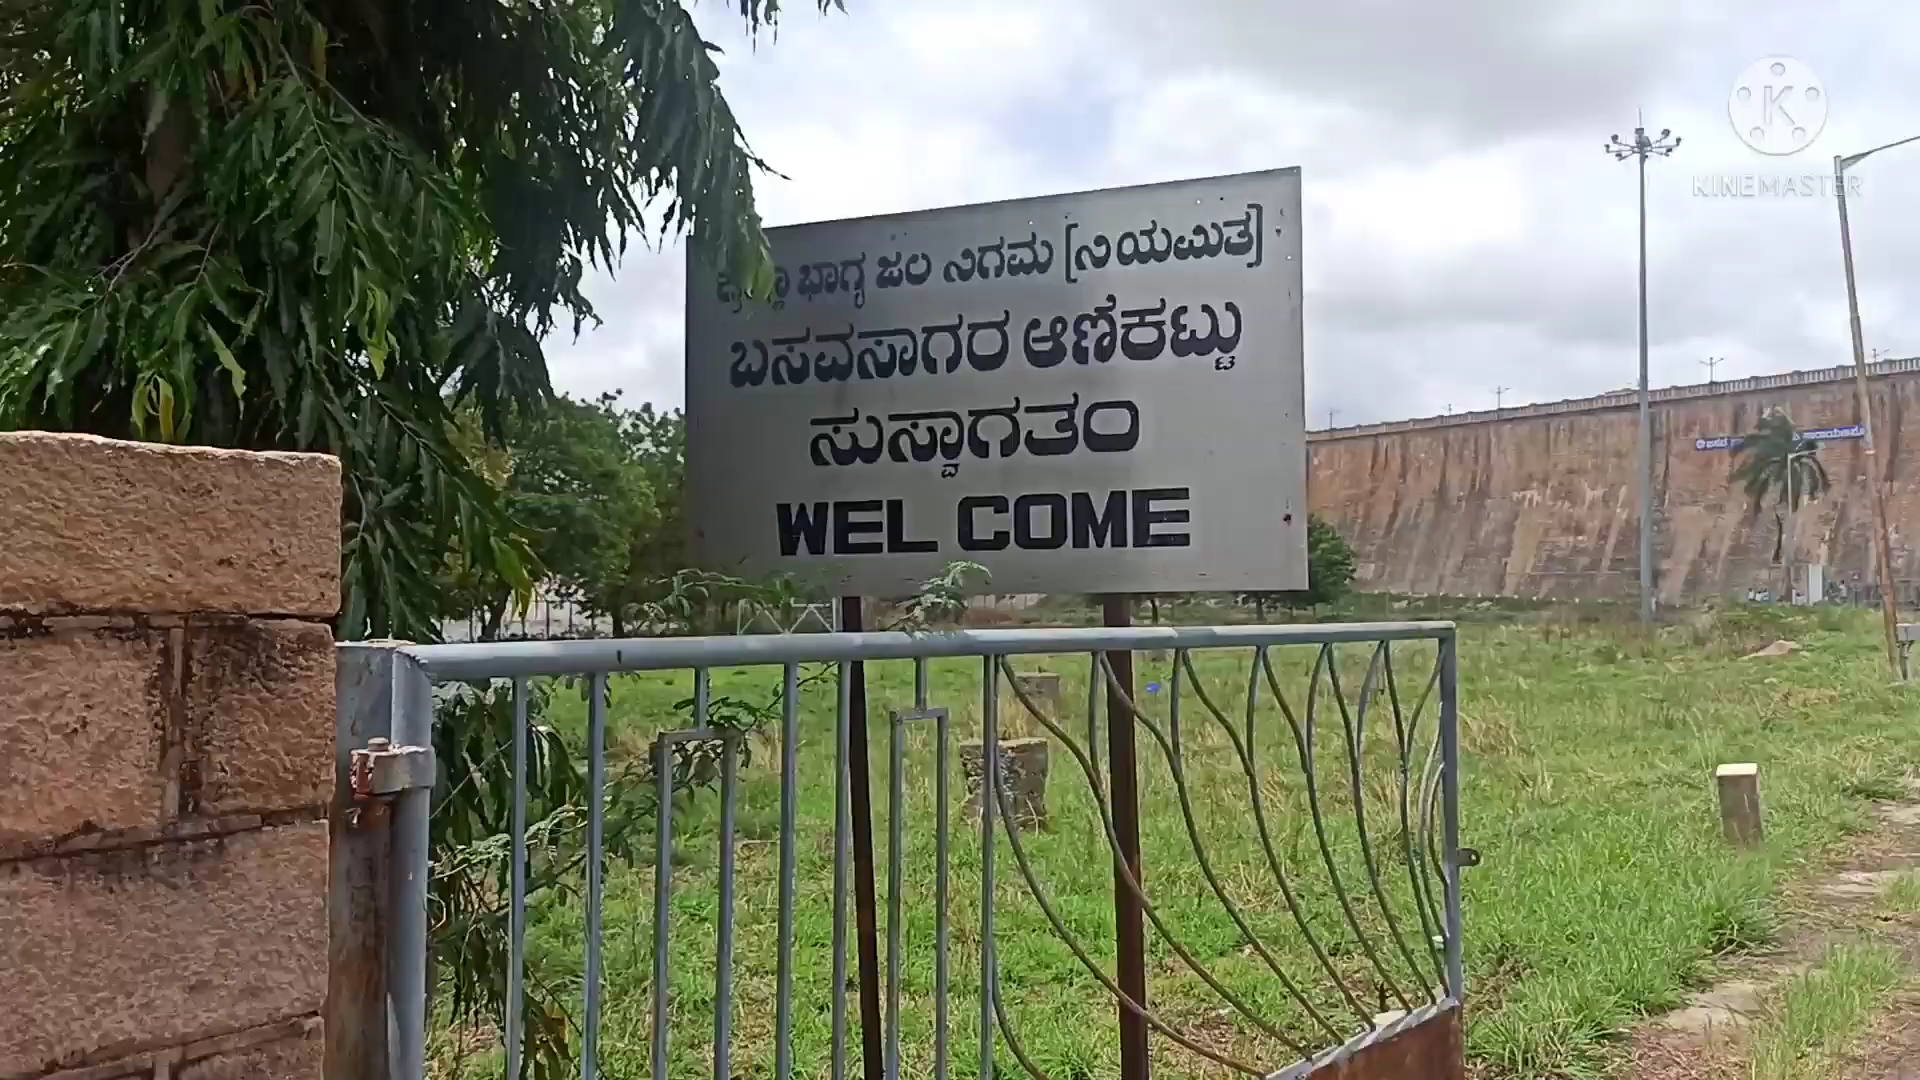 ಭಾಗ್ಯ ಜಲ ನಿಗಮ [ನಿಯಮಿತ]
ಬಸವಸಾಗರ ಆಣೆಕಟ್ಟು
ಸುಸ್ವಾಗತಂ
WEL COME
KINEMASTER